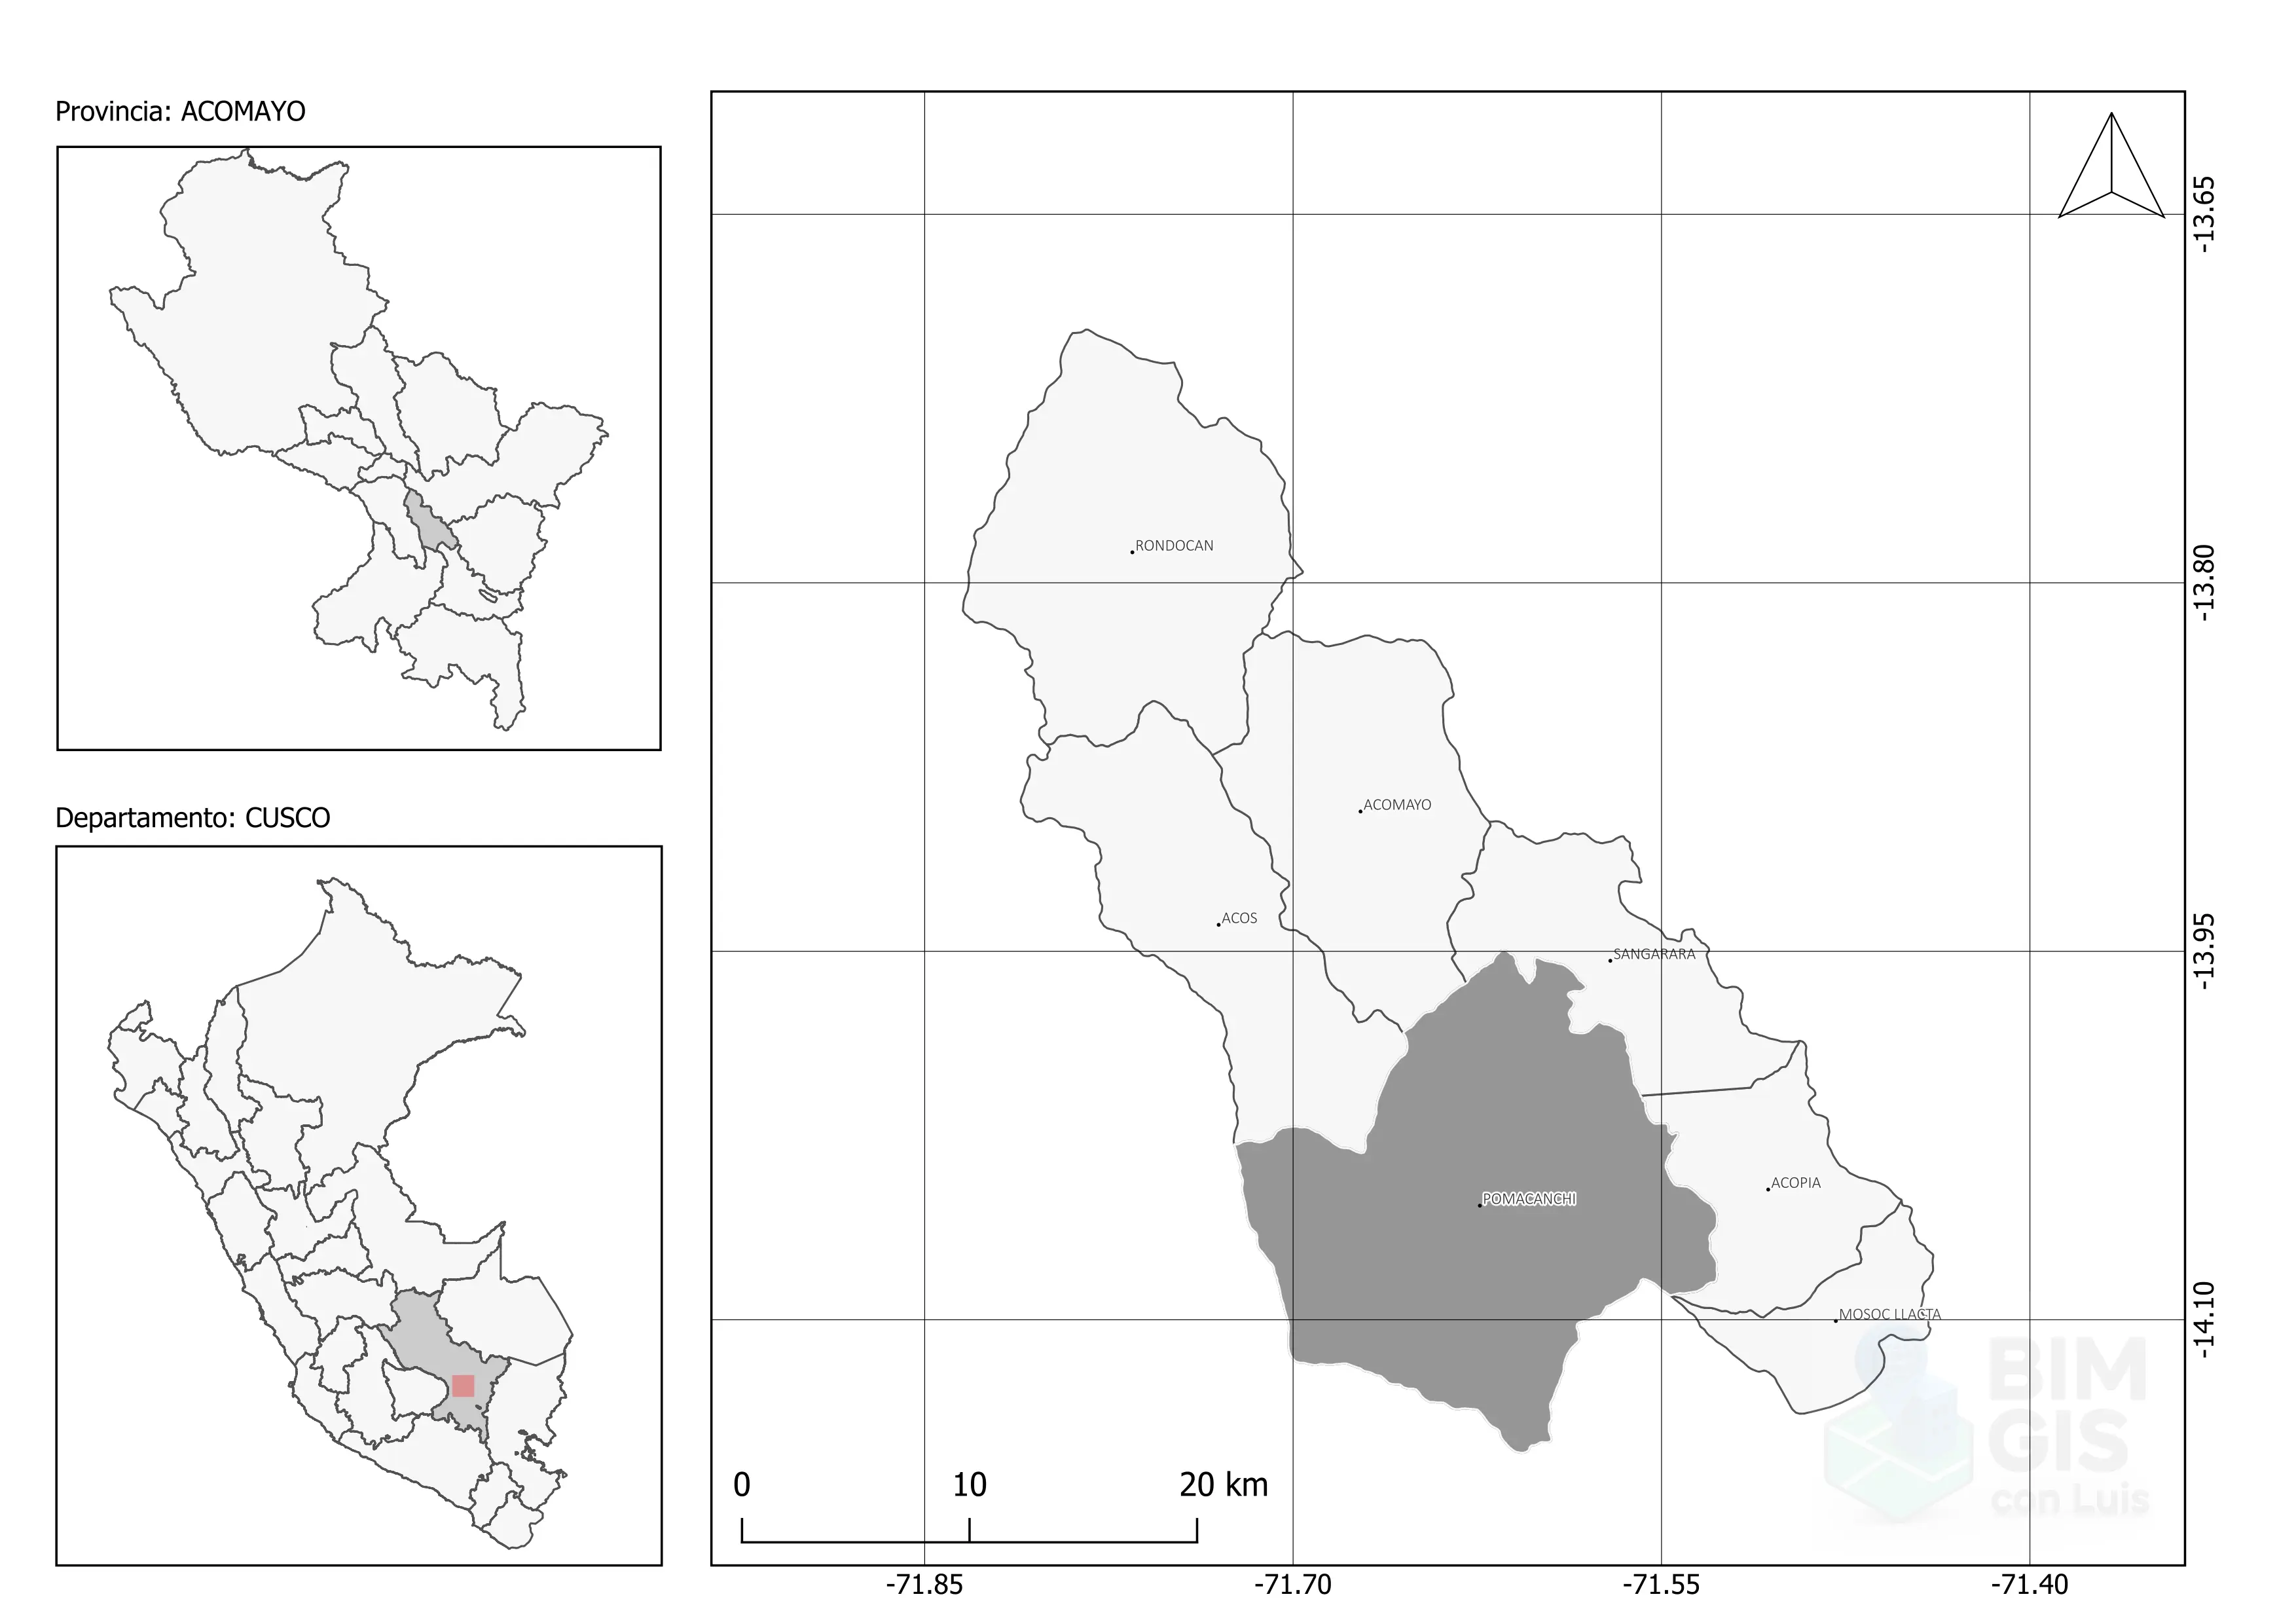 Provincia: ACOMAYO
Departamento: CUSCO
RONDOCAN
ACOMAYO
ACOS
SANGARARA
POMACANCHI
ACOPIA
MOSOC LLACTA
BIM
GIS
con Luis
0 10 20 km
-71.85 -71.70 -71.55 -71.40
-13.65
-13.80
-13.95
-14.10